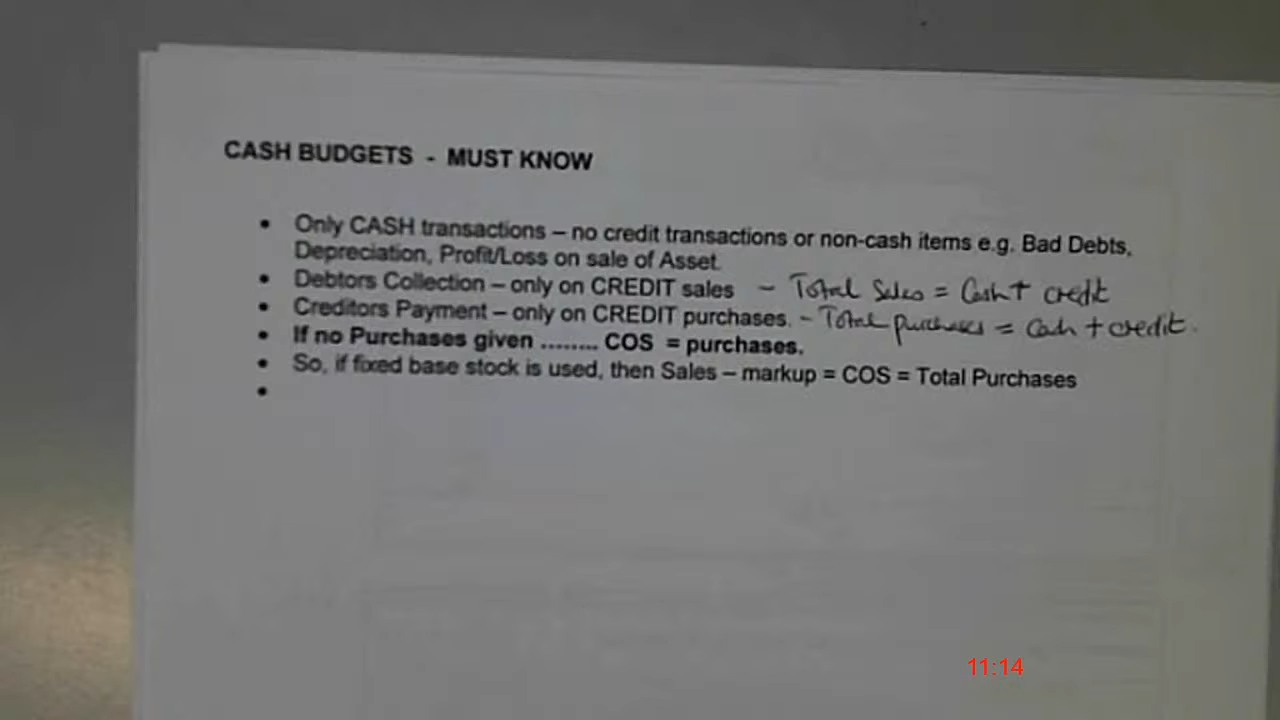 CASH BUDGETS - MUST KNOW
• Only CASH transactions – no credit transactions or non-cash items e.g. Bad Debts,
Depreciation, Profit/Loss on sale of Asset.
• Debtors Collection – only on CREDIT sales – Total Sales = Cash + credit
• Creditors Payment – only on CREDIT purchases. – Total purchases = Cash + credit.
• If no Purchases given ........ COS = purchases.
• So, if fixed base stock is used, then Sales – markup = COS = Total Purchases
•
11:14